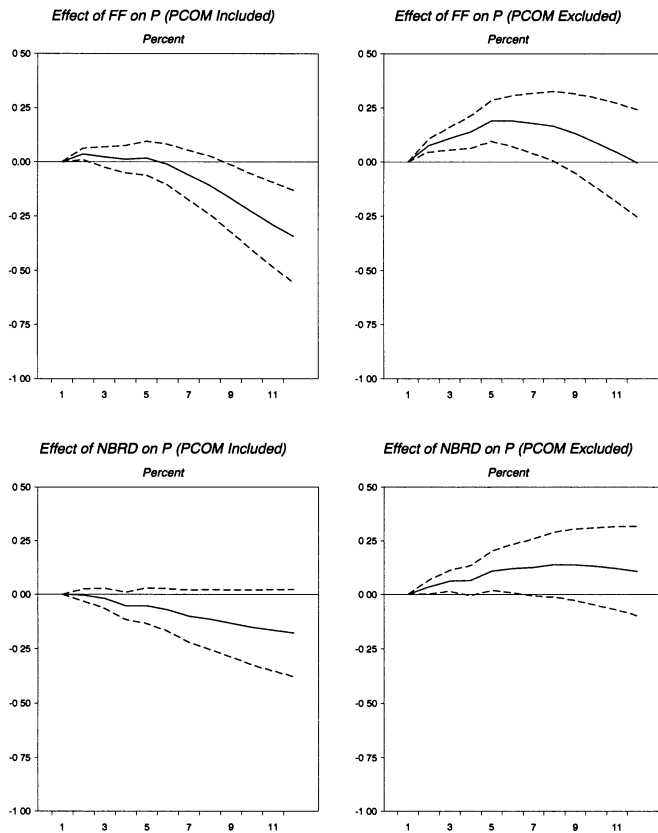 Effect of FF on P (PCOM Included)
Percent
0 50
0.25
0.00
-0.25
-0.50
-0 75
-1 00
1 3 5 7 9 11
Effect of FF on P (PCOM Excluded)
Percent
0 50
0.25
0.00
-0.25
-0 50
-0 75
-1 00
1 3 5 7 9 11
Effect of NBRD on P (PCOM Included)
Percent
0 50
0.25
0.00
-0.25
-0 50
-0 75
-1 00
1 3 5 7 9 11
Effect of NBRD on P (PCOM Excluded)
Percent
0 50
0.25
0.00
-0.25
-0 50
-0 75
-1 00
1 3 5 7 9 11